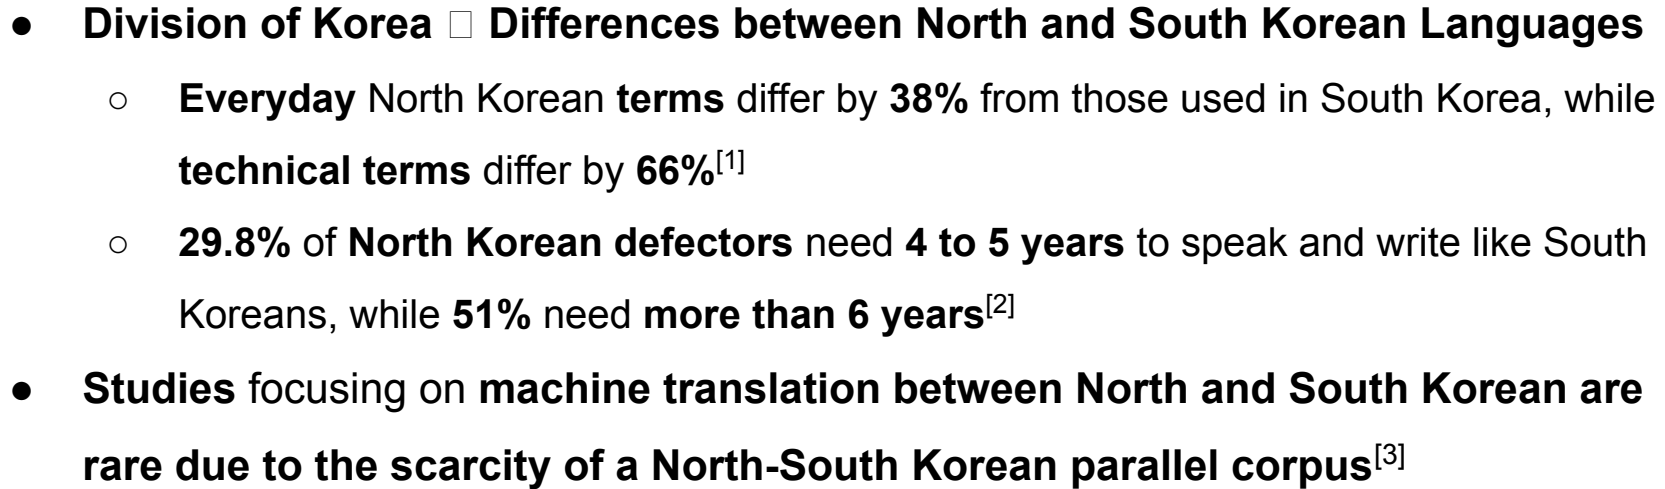 ● Division of Korea □ Differences between North and South Korean Languages
○ Everyday North Korean terms differ by 38% from those used in South Korea, while
technical terms differ by 66%[1]
○ 29.8% of North Korean defectors need 4 to 5 years to speak and write like South
Koreans, while 51% need more than 6 years[2]
● Studies focusing on machine translation between North and South Korean are
rare due to the scarcity of a North-South Korean parallel corpus[3]